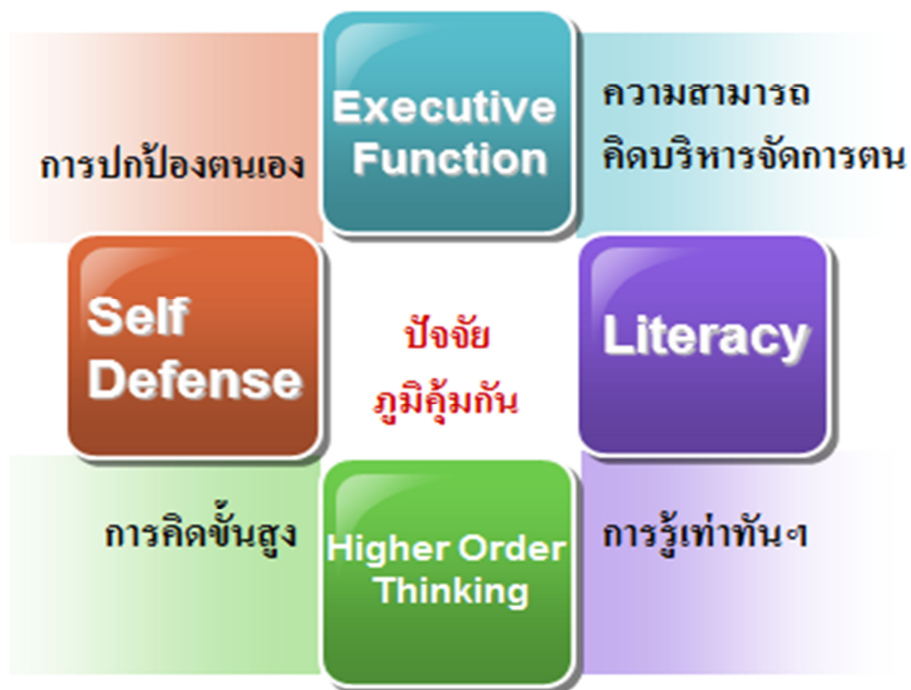 Executive
Function
ความสามารถ
คิดบริหารจัดการตน
การปกป้องตนเอง
Self
Defense
ปัจจัย
ภูมิคุ้มกัน
Literacy
การคิดขั้นสูง
Higher Order
Thinking
การรู้เท่าทันฯ